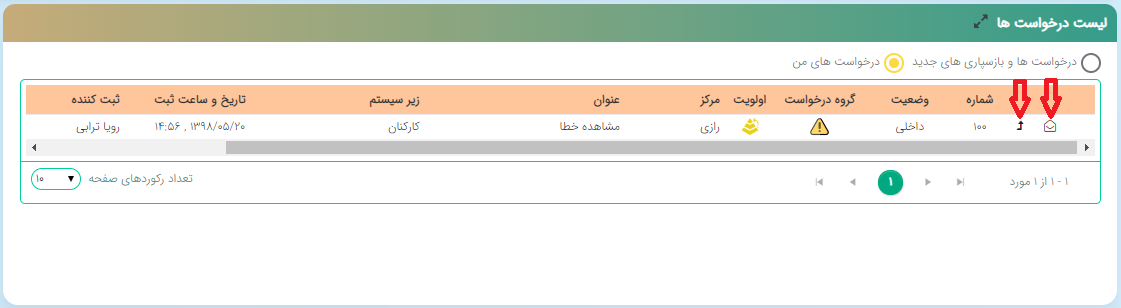 لیست درخواست ها
درخواست ها و بازسپاری های جدید درخواست های من
شماره وضعیت گروه درخواست اولویت مرکز عنوان زیر سیستم تاریخ و ساعت ثبت ثبت کننده
۱۰۰ داخلی رازی مشاهده خطا کارکنان ۱۳۹۸/۰۵/۲۰ , ۱۴:۵۶ رویا ترابی
۱ - ۱ از ۱ مورد ۱ تعداد رکوردهای صفحه ۱۰